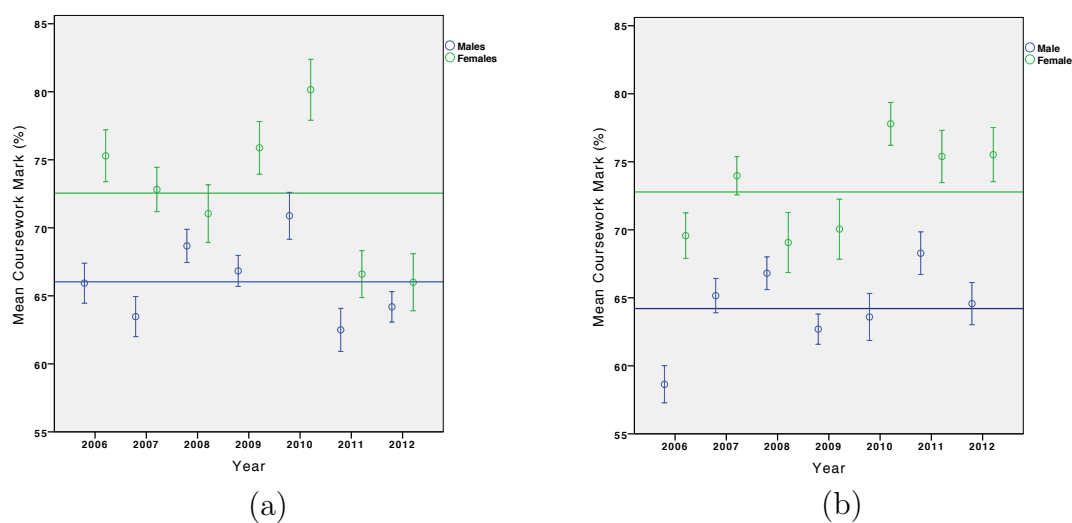 85
80
75
70
65
60
55
Mean Coursework Mark (%)
2006 2007 2008 2009 2010 2011 2012
Year
Males
Females
(a)
85
80
75
70
65
60
55
Mean Coursework Mark (%)
2006 2007 2008 2009 2010 2011 2012
Year
Male
Female
(b)